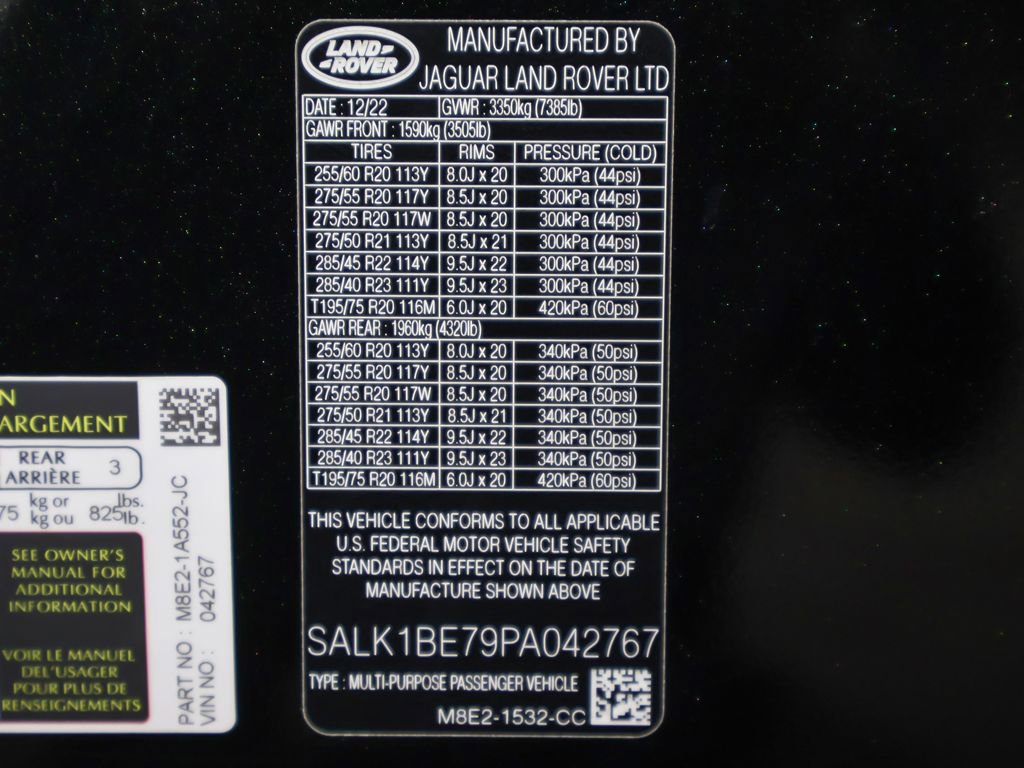 LAND-
-ROVER
MANUFACTURED BY
JAGUAR LAND ROVER LTD
DATE : 12/22 GVWR : 3350kg (7385lb)
GAWR FRONT : 1590kg (3505lb)
TIRES RIMS PRESSURE (COLD)
255/60 R20 113Y 8.0J x 20 300kPa (44psi)
275/55 R20 117Y 8.5J x 20 300kPa (44psi)
275/55 R20 117W 8.5J x 20 300kPa (44psi)
275/50 R21 113Y 8.5J x 21 300kPa (44psi)
285/45 R22 114Y 9.5J x 22 300kPa (44psi)
285/40 R23 111Y 9.5J x 23 300kPa (44psi)
T195/75 R20 116M 6.0J x 20 420kPa (60psi)
GAWR REAR : 1960kg (4320lb)
255/60 R20 113Y 8.0J x 20 340kPa (50psi)
275/55 R20 117Y 8.5J x 20 340kPa (50psi)
275/55 R20 117W 8.5J x 20 340kPa (50psi)
275/50 R21 113Y 8.5J x 21 340kPa (50psi)
285/45 R22 114Y 9.5J x 22 340kPa (50psi)
285/40 R23 111Y 9.5J x 23 340kPa (50psi)
T195/75 R20 116M 6.0J x 20 420kPa (60psi)
THIS VEHICLE CONFORMS TO ALL APPLICABLE
U.S. FEDERAL MOTOR VEHICLE SAFETY
STANDARDS IN EFFECT ON THE DATE OF
MANUFACTURE SHOWN ABOVE
SALK1BE79PA042767
TYPE : MULTI-PURPOSE PASSENGER VEHICLE
M8E2-1532-CC
N
ARGEMENT
REAR 3
ARRIÈRE
75 kg or 825 lbs.
kg ou lb.
SEE OWNER'S
MANUAL FOR
ADDITIONAL
INFORMATION
VOIR LE MANUEL
DEL'USAGER
POUR PLUS DE
RENSEIGNEMENTS
PART NO : M8E2-1A552-JC
VIN NO : 042767